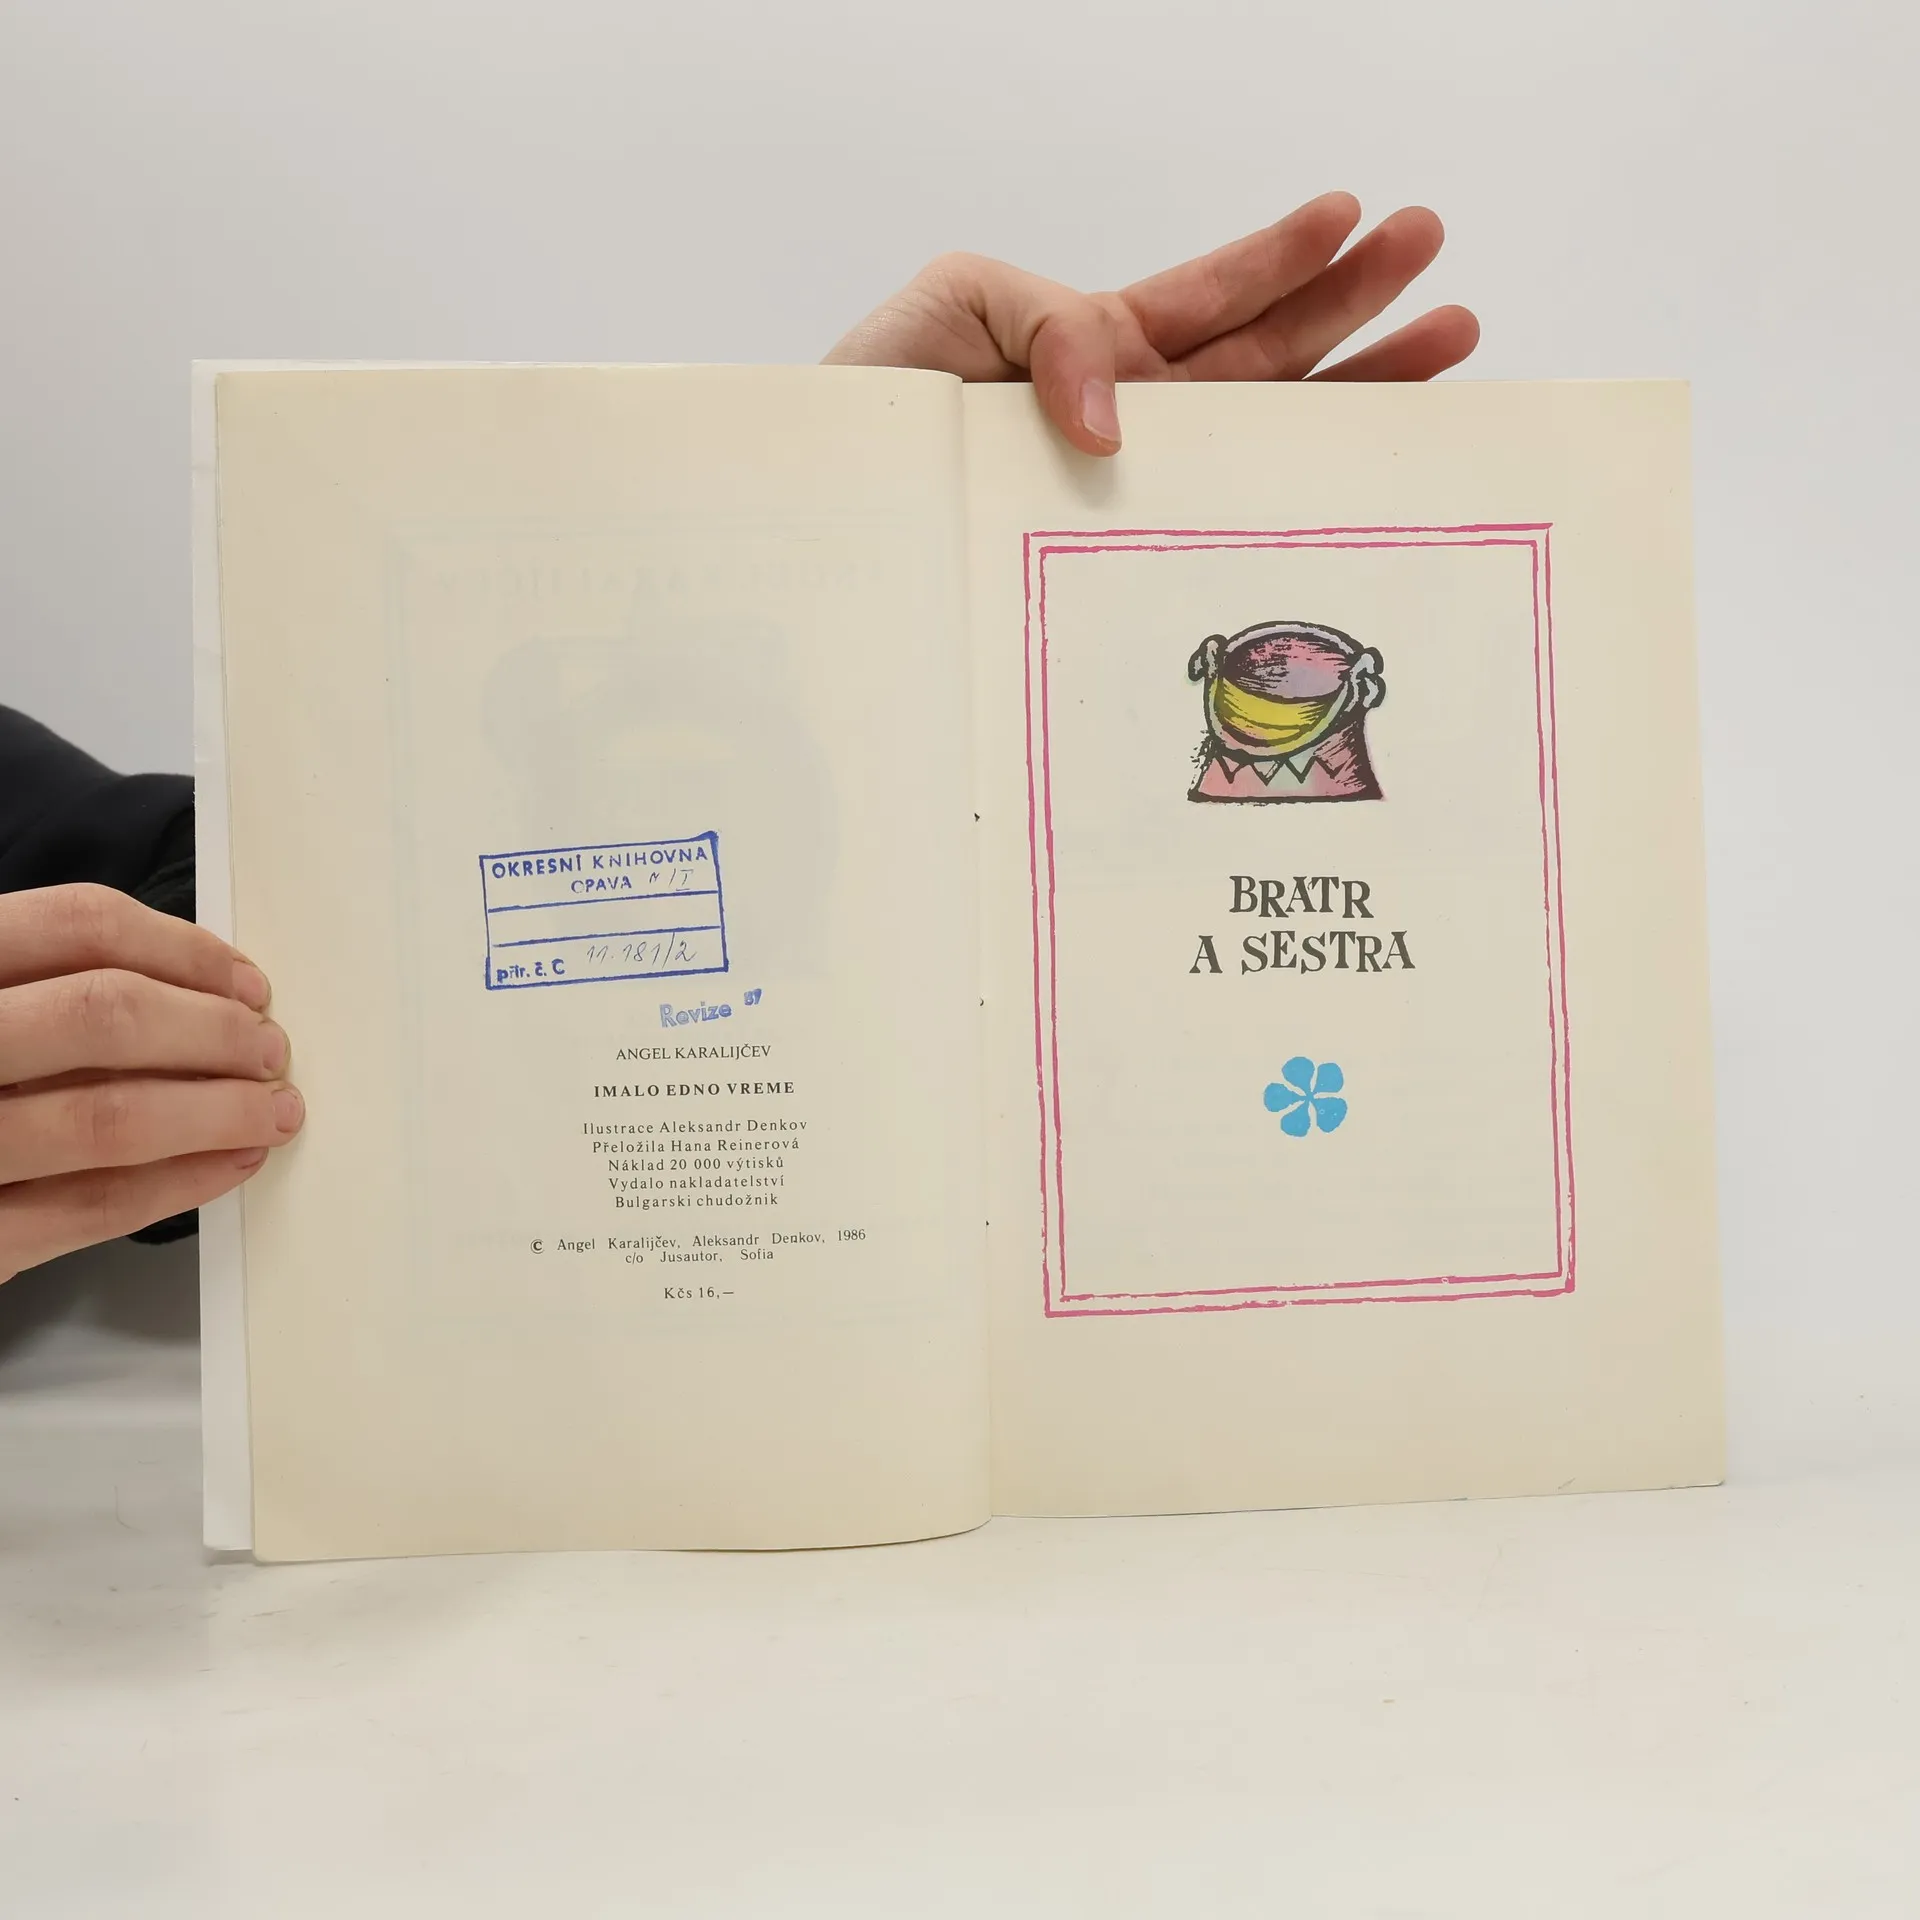 OKRESNÍ KNIHOVNA
OPAVA N/I
přír. č. C 11.181/2
Revize 87
ANGEL KARALIJČEV
IMALO EDNO VREME
Ilustrace Aleksandr Denkov
Přeložila Hana Reinerová
Náklad 20 000 výtisků
Vydalo nakladatelství
Bulgarski chudožnik
© Angel Karalijčev, Aleksandr Denkov, 1986
c/o Jusautor, Sofia
Kčs 16,—
BRATR
A SESTRA